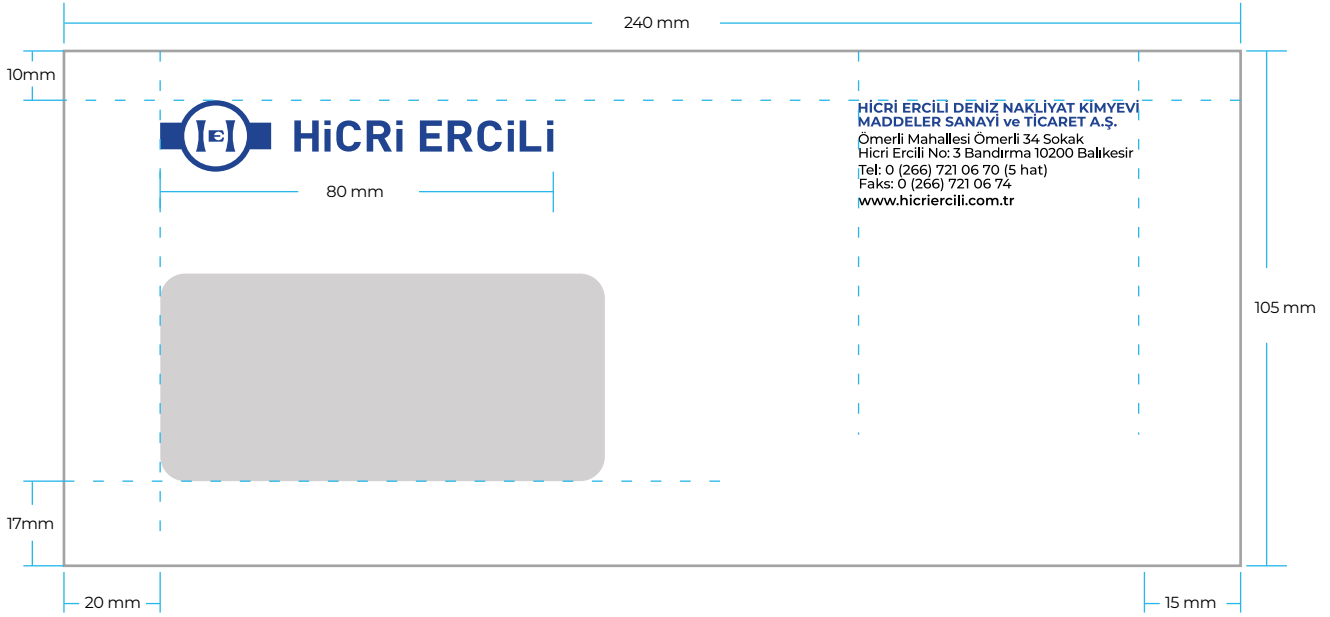 240 mm
10mm
HiCRi ERCiLi
80 mm
HİCRİ ERCİLİ DENİZ NAKLİYAT KİMYEVİ
MADDELER SANAYİ ve TİCARET A.Ş.
Ömerli Mahallesi Ömerli 34 Sokak
Hicri Ercili No: 3 Bandırma 10200 Balıkesir
Tel: 0 (266) 721 06 70 (5 hat)
Faks: 0 (266) 721 06 74
www.hicriercili.com.tr
105 mm
17mm
20 mm
15 mm